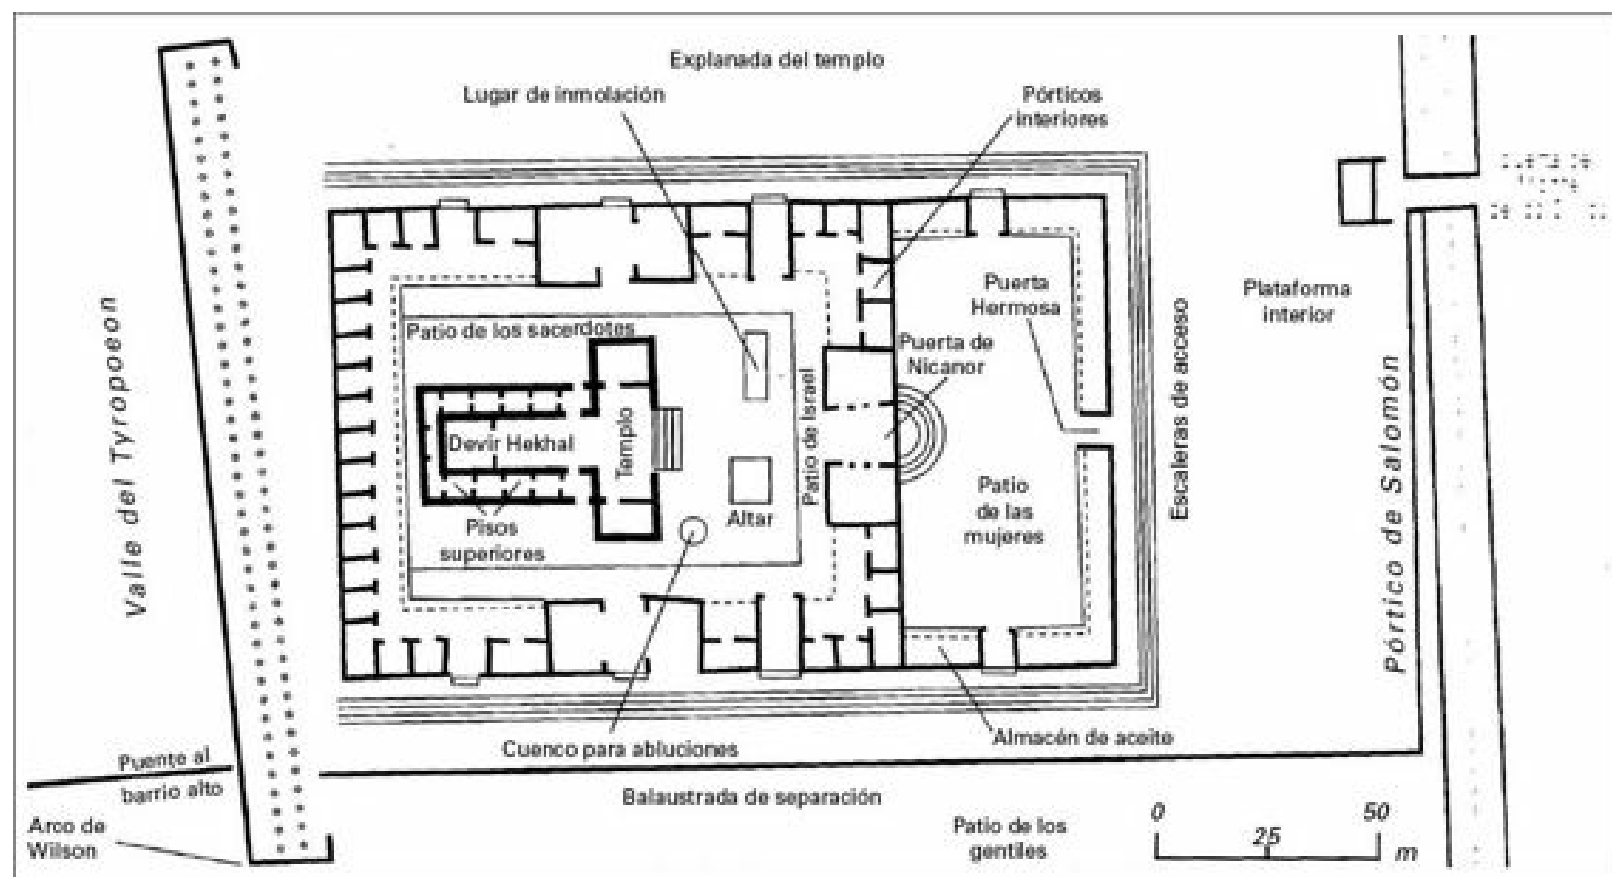 Explanada del templo
Lugar de inmolación
Pórticos
interiores
Valle del Tyropoeon
Patio de los sacerdotes
Devir Hekhal
Templo
Pisos
superiores
Altar
Patio de Israel
Puerta de
Nicanor
Puerta
Hermosa
Patio
de las
mujeres
Escaleras de acceso
Plataforma
interior
Pórtico de Salomón
Cuenco para abluciones
Almacén de aceite
Puente al
barrio alto
Arco de
Wilson
Balaustrada de separación
Patio de los
gentiles
0 25 50 m